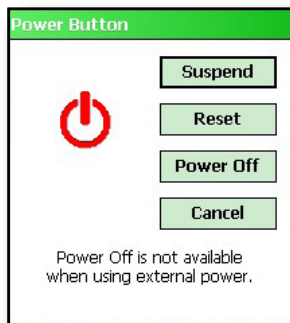 Power Button
Suspend
Reset
Power Off
Cancel
Power Off is not available
when using external power.